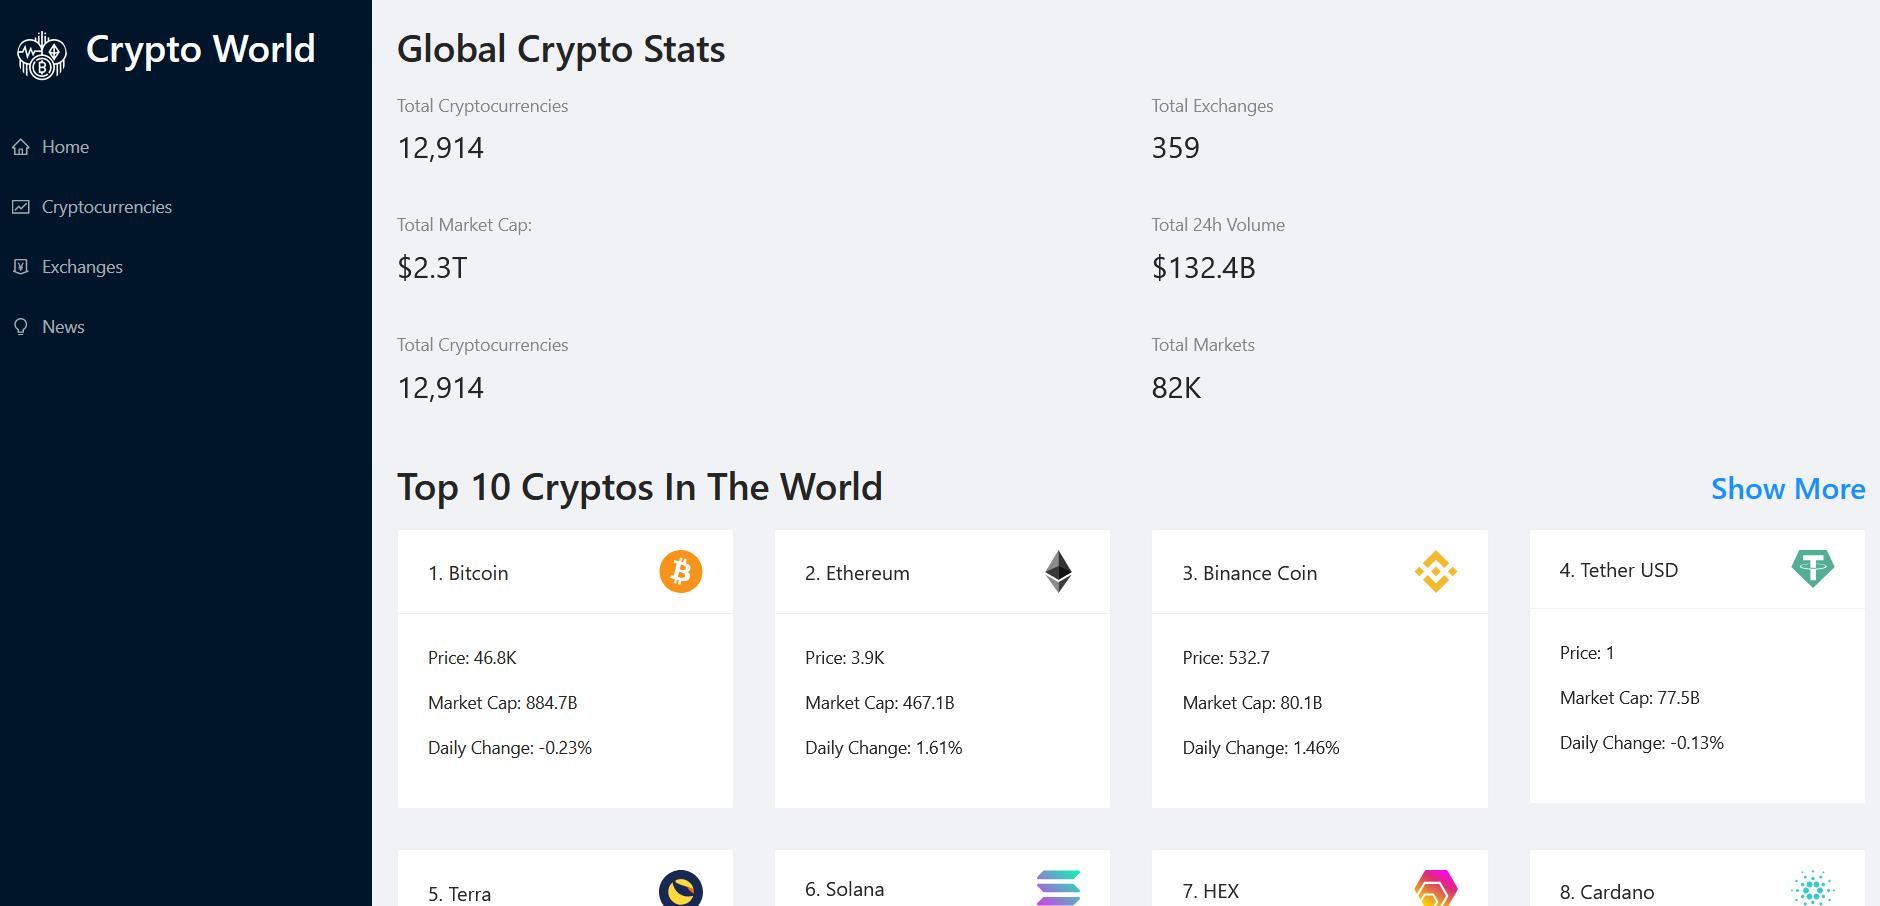 Crypto World
Home
Cryptocurrencies
Exchanges
News
Global Crypto Stats
Total Cryptocurrencies
12,914
Total Exchanges
359
Total Market Cap:
$2.3T
Total 24h Volume
$132.4B
Total Cryptocurrencies
12,914
Total Markets
82K
Top 10 Cryptos In The World
Show More
1. Bitcoin
Price: 46.8K
Market Cap: 884.7B
Daily Change: -0.23%
2. Ethereum
Price: 3.9K
Market Cap: 467.1B
Daily Change: 1.61%
3. Binance Coin
Price: 532.7
Market Cap: 80.1B
Daily Change: 1.46%
4. Tether USD
Price: 1
Market Cap: 77.5B
Daily Change: -0.13%
5. Terra
6. Solana
7. HEX
8. Cardano